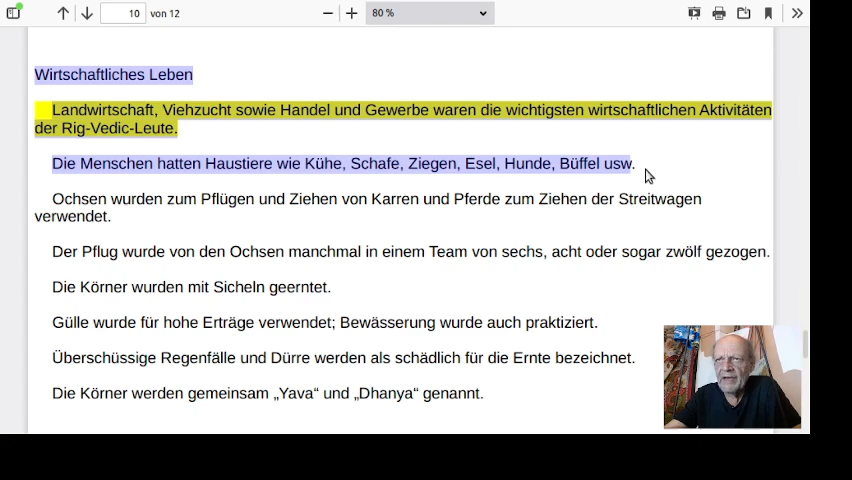 10 von 12
80 %
Wirtschaftliches Leben
Landwirtschaft, Viehzucht sowie Handel und Gewerbe waren die wichtigsten wirtschaftlichen Aktivitäten
der Rig-Vedic-Leute.
Die Menschen hatten Haustiere wie Kühe, Schafe, Ziegen, Esel, Hunde, Büffel usw.
Ochsen wurden zum Pflügen und Ziehen von Karren und Pferde zum Ziehen der Streitwagen
verwendet.
Der Pflug wurde von den Ochsen manchmal in einem Team von sechs, acht oder sogar zwölf gezogen.
Die Körner wurden mit Sicheln geerntet.
Gülle wurde für hohe Erträge verwendet; Bewässerung wurde auch praktiziert.
Überschüssige Regenfälle und Dürre werden als schädlich für die Ernte bezeichnet.
Die Körner werden gemeinsam „Yava“ und „Dhanya“ genannt.